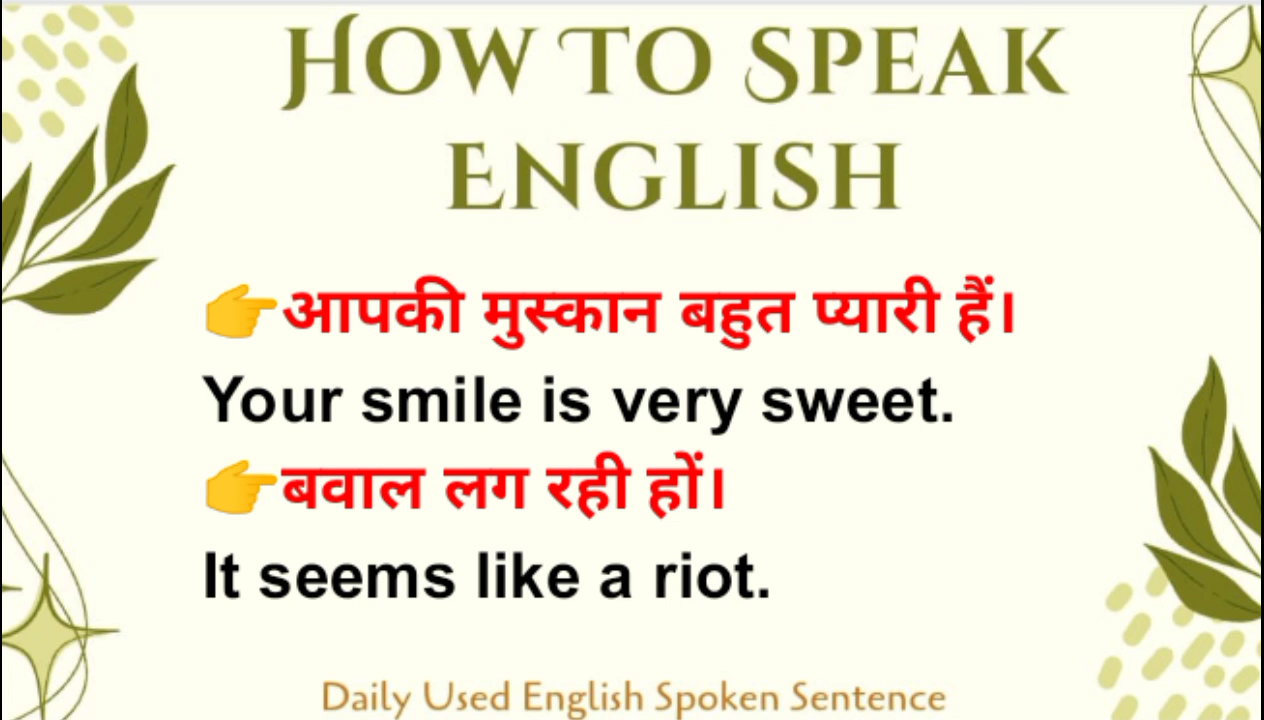 How To Speak
English
👉आपकी मुस्कान बहुत प्यारी हैं।
Your smile is very sweet.
👉बवाल लग रही हों।
It seems like a riot.
Daily Used English Spoken Sentence